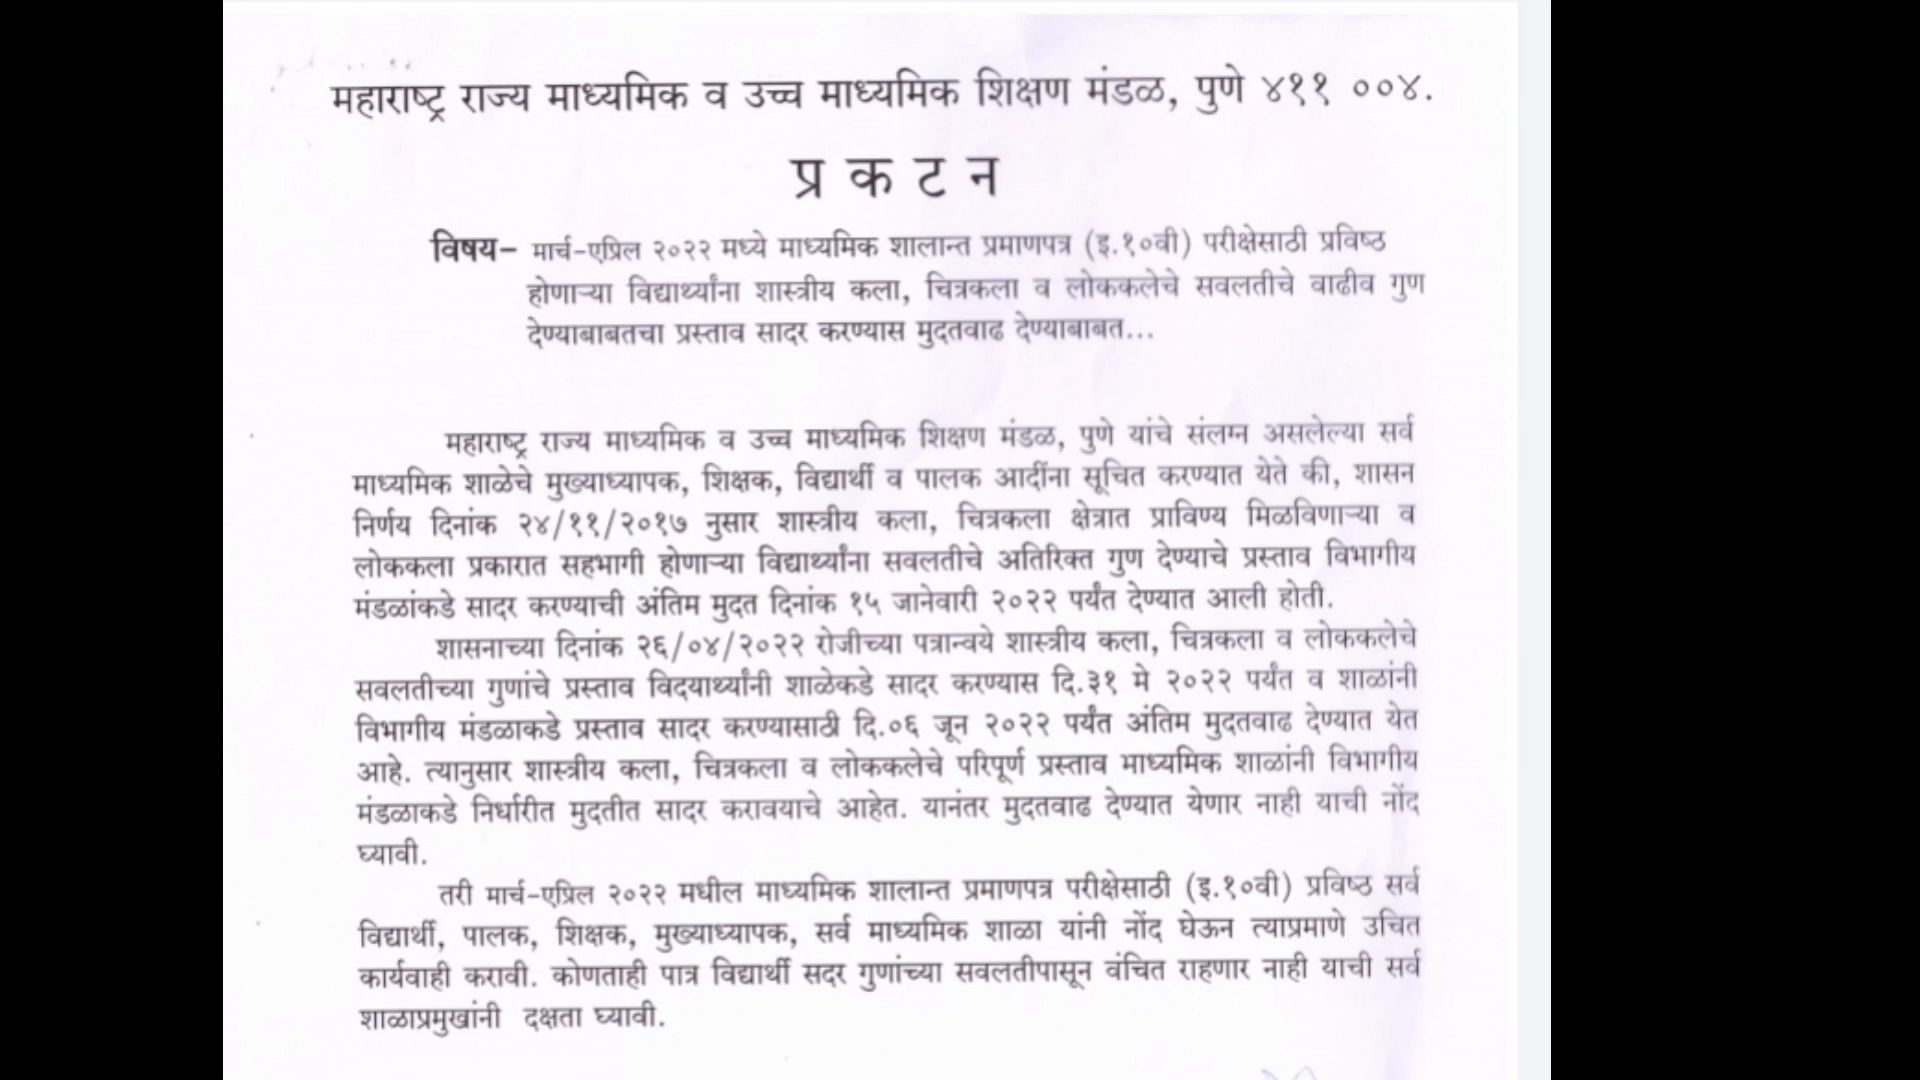 महाराष्ट्र राज्य माध्यमिक व उच्च माध्यमिक शिक्षण मंडळ, पुणे ४११ ००४.
प्र क ट न
विषय– मार्च-एप्रिल २०२२ मध्ये माध्यमिक शालान्त प्रमाणपत्र (इ.१०वी) परीक्षेसाठी प्रविष्ठ
होणाऱ्या विद्यार्थ्यांना शास्त्रीय कला, चित्रकला व लोककलेचे सवलतीचे वाढीव गुण
देण्याबाबतचा प्रस्ताव सादर करण्यास मुदतवाढ देण्याबाबत...
महाराष्ट्र राज्य माध्यमिक व उच्च माध्यमिक शिक्षण मंडळ, पुणे यांचे संलग्न असलेल्या सर्व
माध्यमिक शाळेचे मुख्याध्यापक, शिक्षक, विद्यार्थी व पालक आदींना सूचित करण्यात येते की, शासन
निर्णय दिनांक २४/११/२०१७ नुसार शास्त्रीय कला, चित्रकला क्षेत्रात प्राविण्य मिळविणाऱ्या व
लोककला प्रकारात सहभागी होणाऱ्या विद्यार्थ्यांना सवलतीचे अतिरिक्त गुण देण्याचे प्रस्ताव विभागीय
मंडळांकडे सादर करण्याची अंतिम मुदत दिनांक १५ जानेवारी २०२२ पर्यंत देण्यात आली होती.
शासनाच्या दिनांक २६/०४/२०२२ रोजीच्या पत्रान्वये शास्त्रीय कला, चित्रकला व लोककलेचे
सवलतीच्या गुणांचे प्रस्ताव विदयार्थ्यांनी शाळेकडे सादर करण्यास दि.३१ मे २०२२ पर्यंत व शाळांनी
विभागीय मंडळाकडे प्रस्ताव सादर करण्यासाठी दि.०६ जून २०२२ पर्यंत अंतिम मुदतवाढ देण्यात येत
आहे. त्यानुसार शास्त्रीय कला, चित्रकला व लोककलेचे परिपूर्ण प्रस्ताव माध्यमिक शाळांनी विभागीय
मंडळाकडे निर्धारीत मुदतीत सादर करावयाचे आहेत. यानंतर मुदतवाढ देण्यात येणार नाही याची नोंद
घ्यावी.
तरी मार्च-एप्रिल २०२२ मधील माध्यमिक शालान्त प्रमाणपत्र परीक्षेसाठी (इ.१०वी) प्रविष्ठ सर्व
विद्यार्थी, पालक, शिक्षक, मुख्याध्यापक, सर्व माध्यमिक शाळा यांनी नोंद घेऊन त्याप्रमाणे उचित
कार्यवाही करावी. कोणताही पात्र विद्यार्थी सदर गुणांच्या सवलतीपासून वंचित राहणार नाही याची सर्व
शाळाप्रमुखांनी दक्षता घ्यावी.